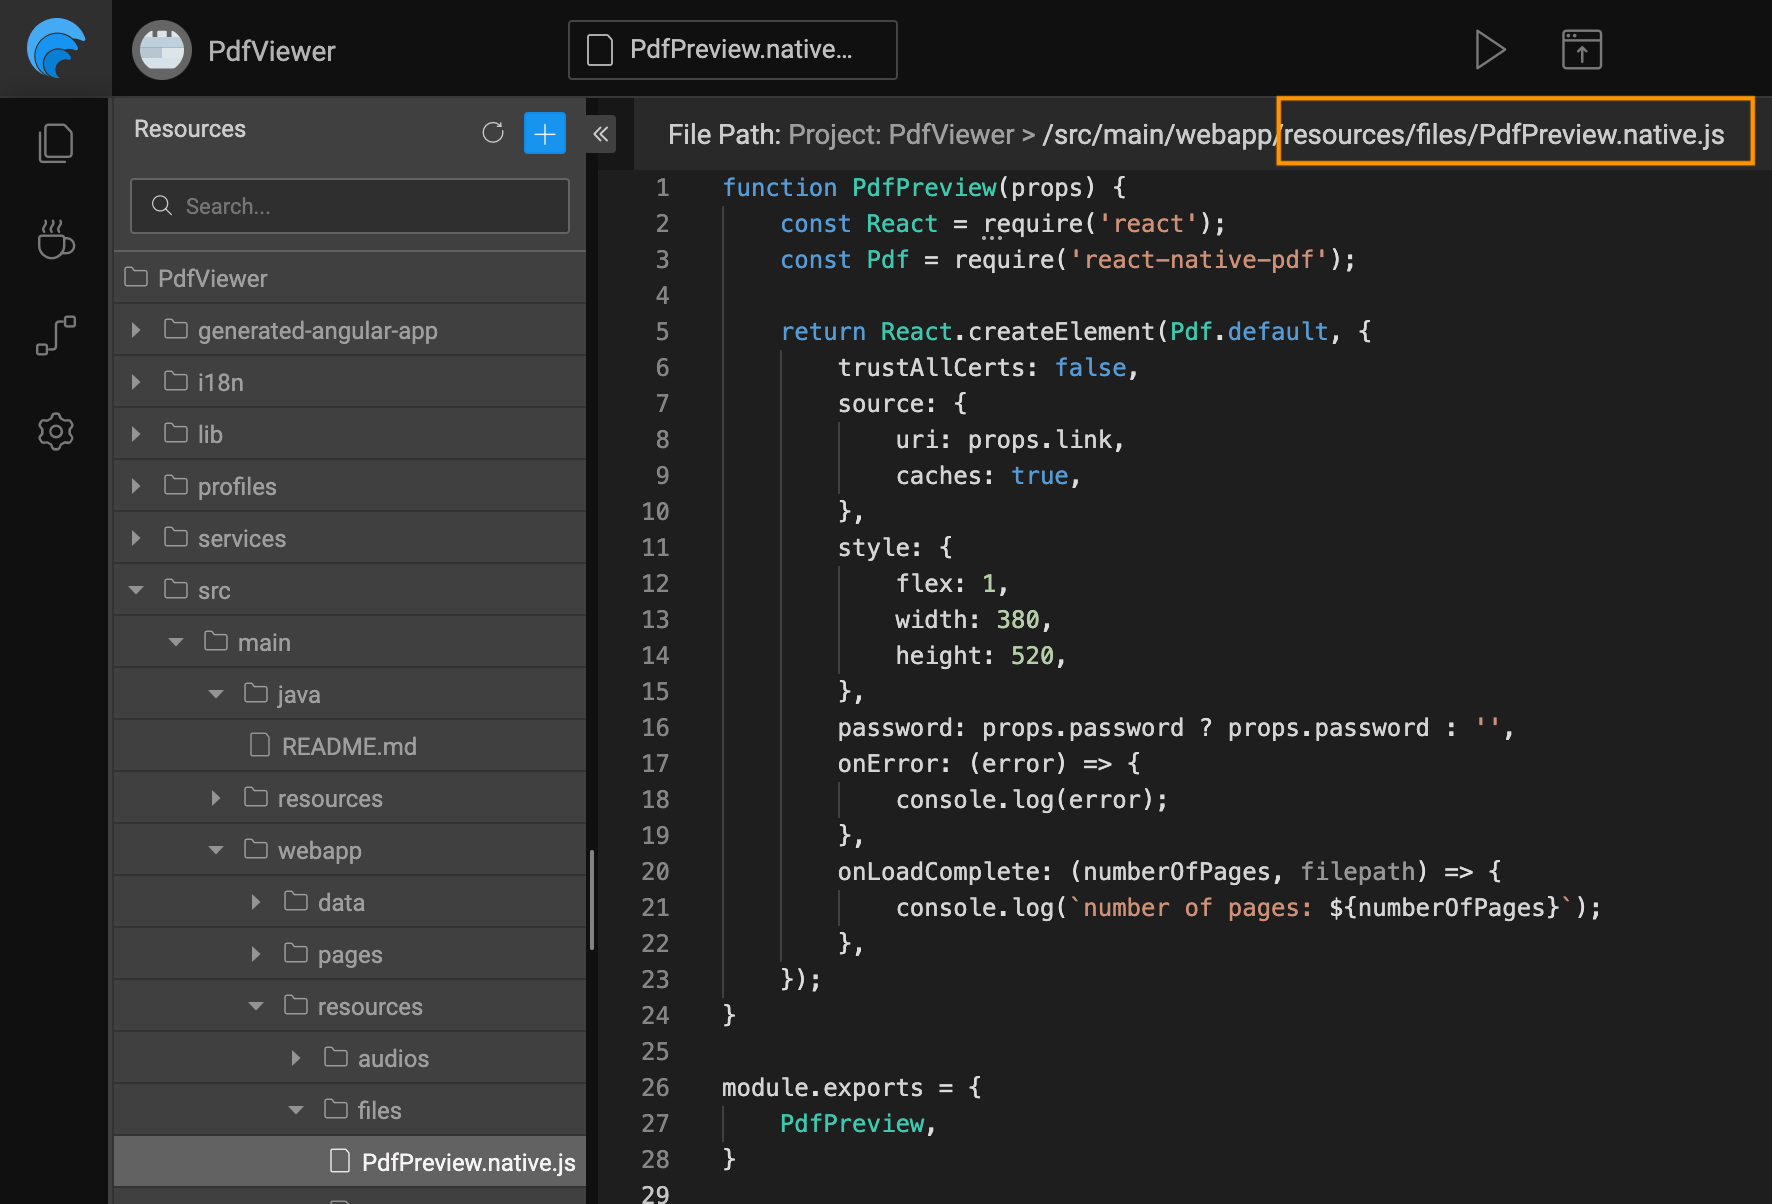 PdfViewer
PdfPreview.native...
Resources
Search...
PdfViewer
generated-angular-app
i18n
lib
profiles
services
src
main
java
README.md
resources
webapp
data
pages
resources
audios
files
PdfPreview.native.js
«
File Path: Project: PdfViewer > /src/main/webapp/resources/files/PdfPreview.native.js
1 function PdfPreview(props) {
2     const React = require('react');
3     const Pdf = require('react-native-pdf');
4
5     return React.createElement(Pdf.default, {
6         trustAllCerts: false,
7         source: {
8             uri: props.link,
9             caches: true,
10         },
11         style: {
12             flex: 1,
13             width: 380,
14             height: 520,
15         },
16         password: props.password ? props.password : '',
17         onError: (error) => {
18             console.log(error);
19         },
20         onLoadComplete: (numberOfPages, filepath) => {
21             console.log(`number of pages: ${numberOfPages}`);
22         },
23     });
24 }
25
26 module.exports = {
27     PdfPreview,
28 }
29